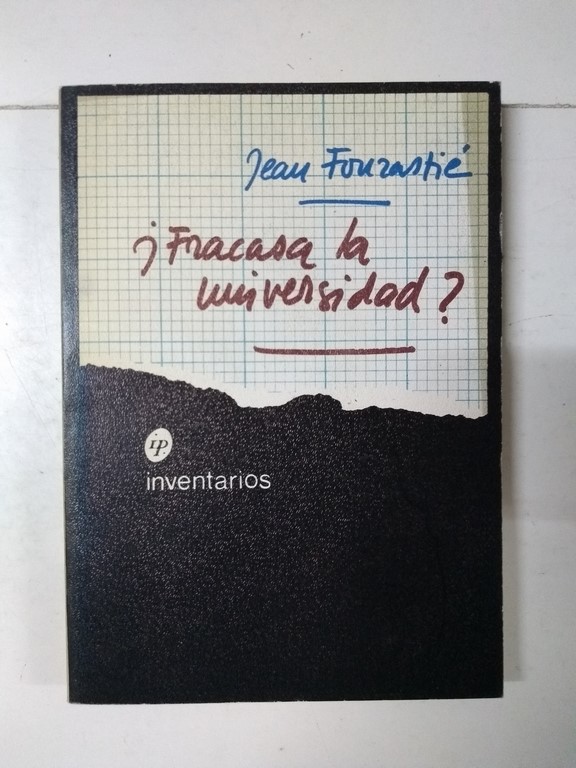 Jean Fourastié
¿Fracasa la
universidad?
ip.
inventarios